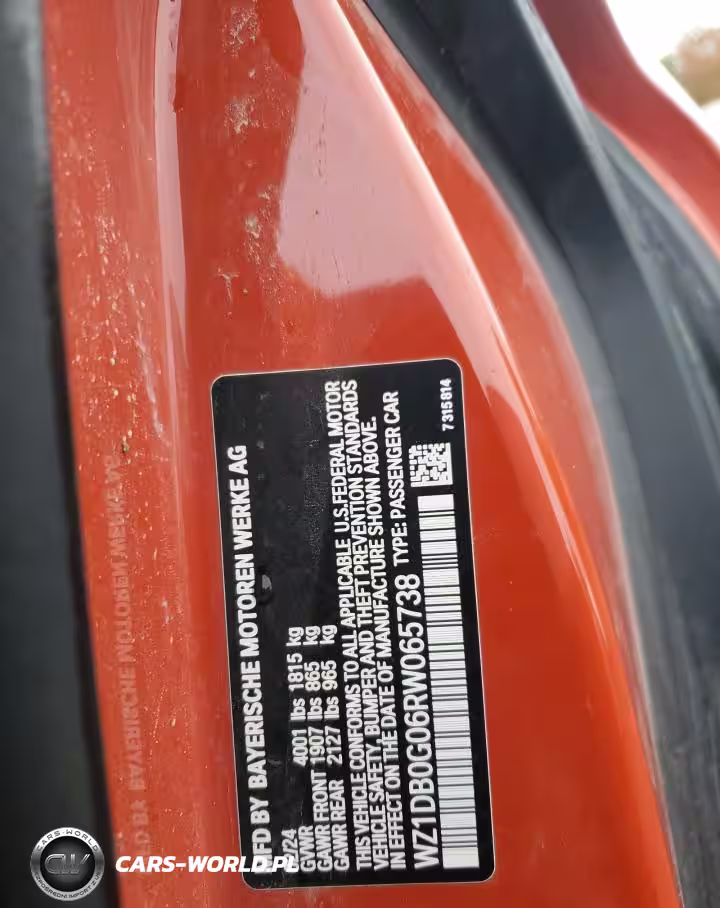 MFD BY BAYERISCHE MOTOREN WERKE AG
GVWR 4001 lbs 1815 kg
GAWR FRONT 1907 lbs 865 kg
GAWR REAR 2127 lbs 965 kg
THIS VEHICLE CONFORMS TO ALL APPLICABLE U.S.FEDERAL MOTOR
VEHICLE SAFETY, BUMPER AND THEFT PREVENTION STANDARDS
IN EFFECT ON THE DATE OF MANUFACTURE SHOWN ABOVE.
WZ1DB0G06RW065738 TYPE: PASSENGER CAR
7315814
CARS-WORLD.PL